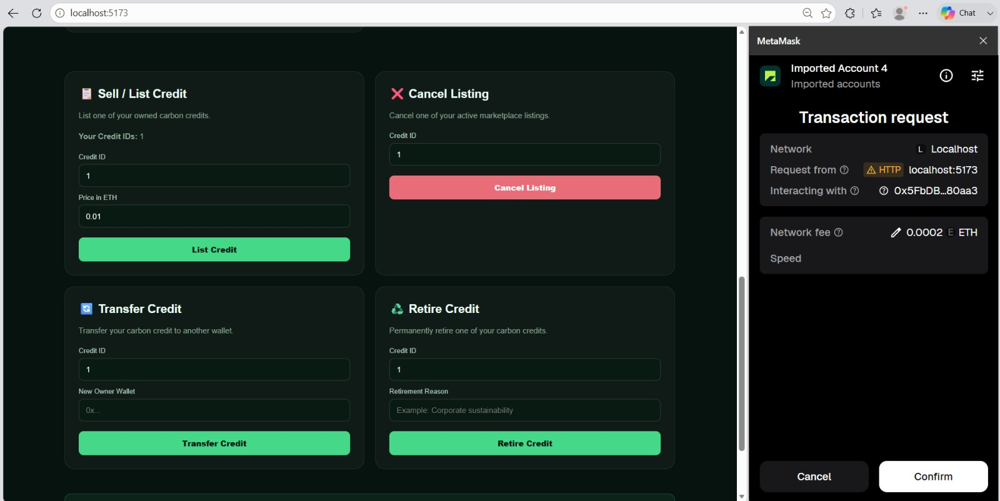 localhost:5173
Chat
Sell / List Credit
List one of your owned carbon credits.
Your Credit IDs: 1
Credit ID
1
Price in ETH
0.01
List Credit
Cancel Listing
Cancel one of your active marketplace listings.
Credit ID
1
Cancel Listing
Transfer Credit
Transfer your carbon credit to another wallet.
Credit ID
1
New Owner Wallet
0x...
Transfer Credit
Retire Credit
Permanently retire one of your carbon credits.
Credit ID
1
Retirement Reason
Example: Corporate sustainability
Retire Credit
MetaMask
Imported Account 4
Imported accounts
Transaction request
Network L Localhost
Request from HTTP localhost:5173
Interacting with 0x5FbDB...80aa3
Network fee 0.0002 E ETH
Speed
Cancel Confirm